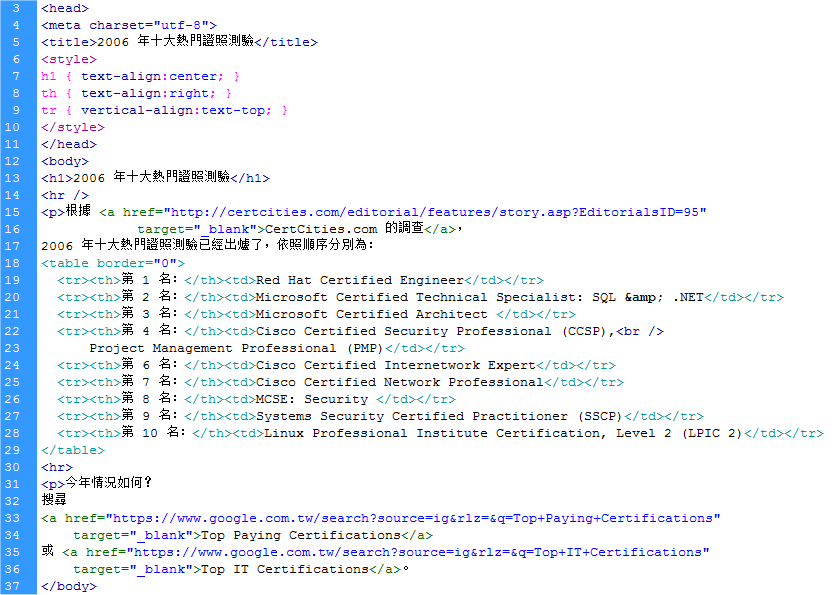 3 <head>
4 <meta charset="utf-8">
5 <title>2006 年十大熱門證照測驗</title>
6 <style>
7 h1 { text-align:center; }
8 th { text-align:right; }
9 tr { vertical-align:text-top; }
10 </style>
11 </head>
12 <body>
13 <h1>2006 年十大熱門證照測驗</h1>
14 <hr />
15 <p>根據 <a href="http://certcities.com/editorial/features/story.asp?EditorialsID=95"
16 target="_blank">CertCities.com 的調查</a>，
17 2006 年十大熱門證照測驗已經出爐了，依照順序分別為：
18 <table border="0">
19 <tr><th>第 1 名：</th><td>Red Hat Certified Engineer</td></tr>
20 <tr><th>第 2 名：</th><td>Microsoft Certified Technical Specialist: SQL &amp; .NET</td></tr>
21 <tr><th>第 3 名：</th><td>Microsoft Certified Architect </td></tr>
22 <tr><th>第 4 名：</th><td>Cisco Certified Security Professional (CCSP),<br />
23 Project Management Professional (PMP)</td></tr>
24 <tr><th>第 6 名：</th><td>Cisco Certified Internetwork Expert</td></tr>
25 <tr><th>第 7 名：</th><td>Cisco Certified Network Professional</td></tr>
26 <tr><th>第 8 名：</th><td>MCSE: Security </td></tr>
27 <tr><th>第 9 名：</th><td>Systems Security Certified Practitioner (SSCP)</td></tr>
28 <tr><th>第 10 名：</th><td>Linux Professional Institute Certification, Level 2 (LPIC 2)</td></tr>
29 </table>
30 <hr>
31 <p>今年情況如何？
32 搜尋
33 <a href="https://www.google.com.tw/search?source=ig&rlz=&q=Top+Paying+Certifications"
34 target="_blank">Top Paying Certifications</a>
35 或 <a href="https://www.google.com.tw/search?source=ig&rlz=&q=Top+IT+Certifications"
36 target="_blank">Top IT Certifications</a>。
37 </body>